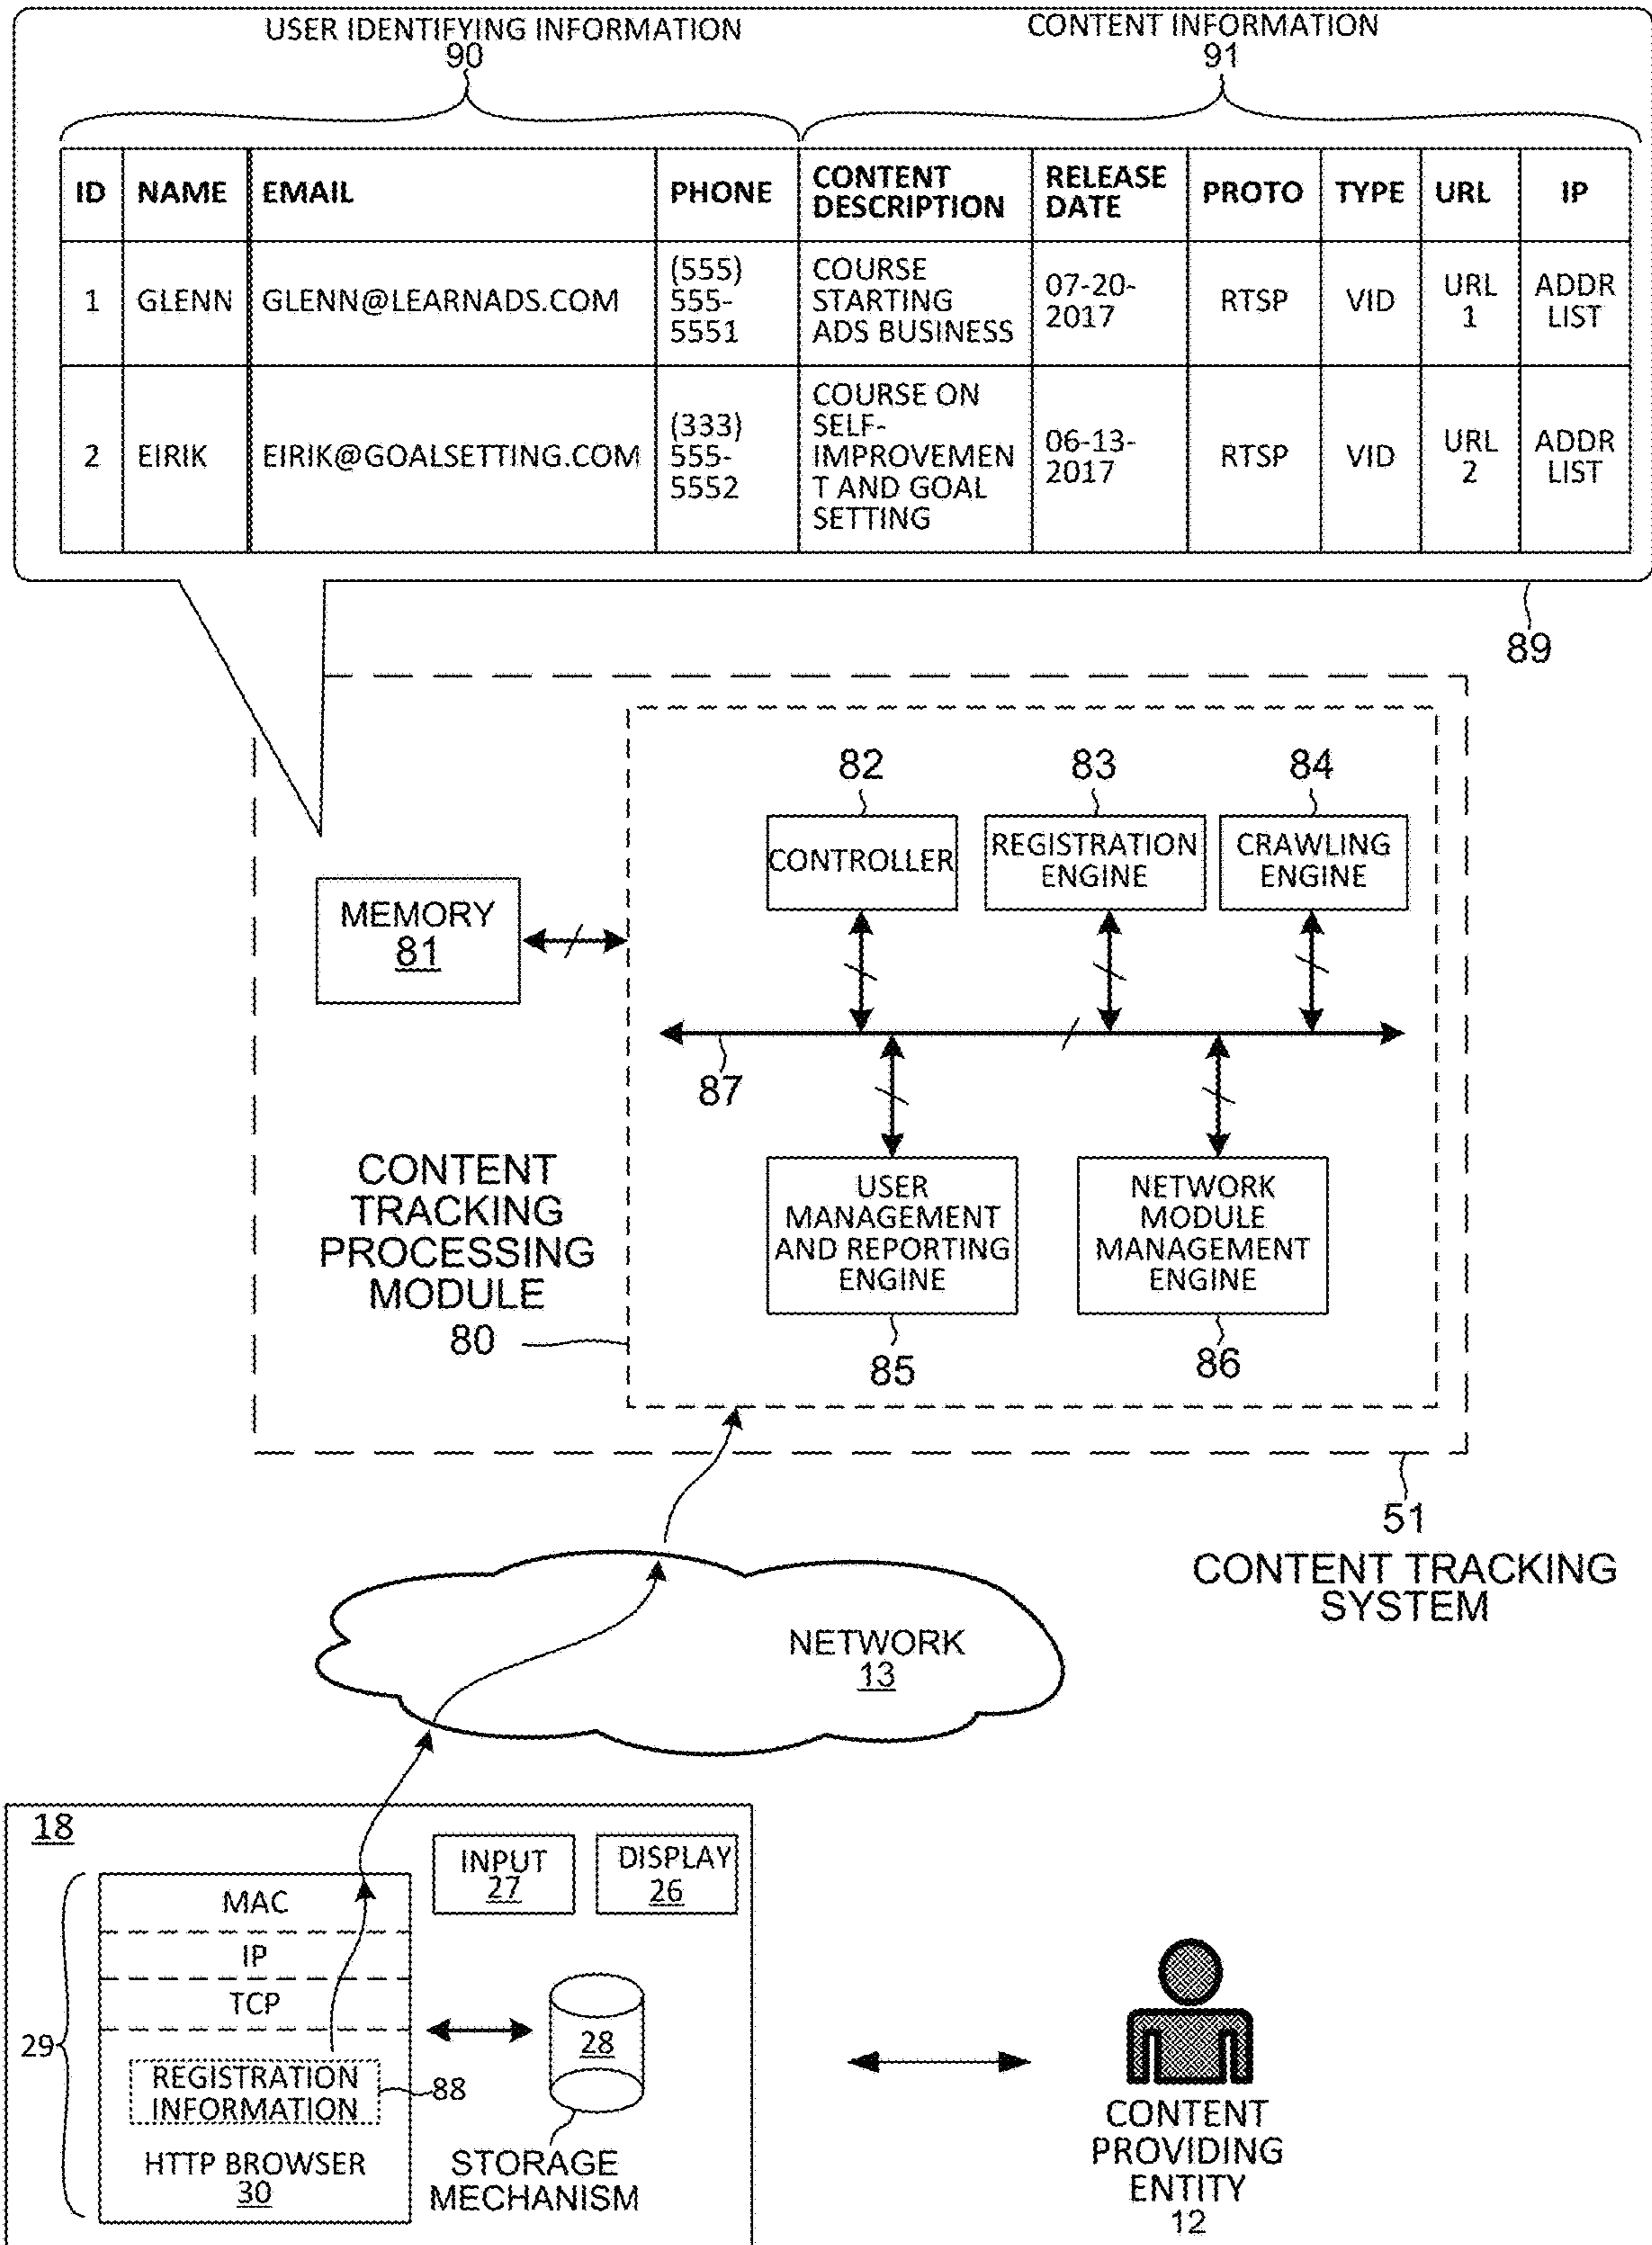 USER IDENTIFYING INFORMATION
90
CONTENT INFORMATION
91
ID NAME EMAIL PHONE CONTENT DESCRIPTION RELEASE DATE PROTO TYPE URL IP
1 GLENN GLENN@LEARNADS.COM
(555)
555-
5551
COURSE
STARTING
ADS BUSINESS
07-20-
2017
RTSP
VID
URL
1
ADDR
LIST
2 EIRIK EIRIK@GOALSETTING.COM
(333)
555-
5552
COURSE ON
SELF-
IMPROVEMEN
T AND GOAL
SETTING
06-13-
2017
RTSP
VID
URL
2
ADDR
LIST
89
82
83
84
CONTROLLER
REGISTRATION
ENGINE
CRAWLING
ENGINE
MEMORY
81
87
CONTENT
TRACKING
PROCESSING
MODULE
80
USER
MANAGEMENT
AND REPORTING
ENGINE
NETWORK
MODULE
MANAGEMENT
ENGINE
85
86
51
CONTENT TRACKING
SYSTEM
NETWORK
13
18
INPUT
27
DISPLAY
26
MAC
IP
TCP
29
28
REGISTRATION
INFORMATION
88
HTTP BROWSER
30
STORAGE
MECHANISM
CONTENT
PROVIDING
ENTITY
12